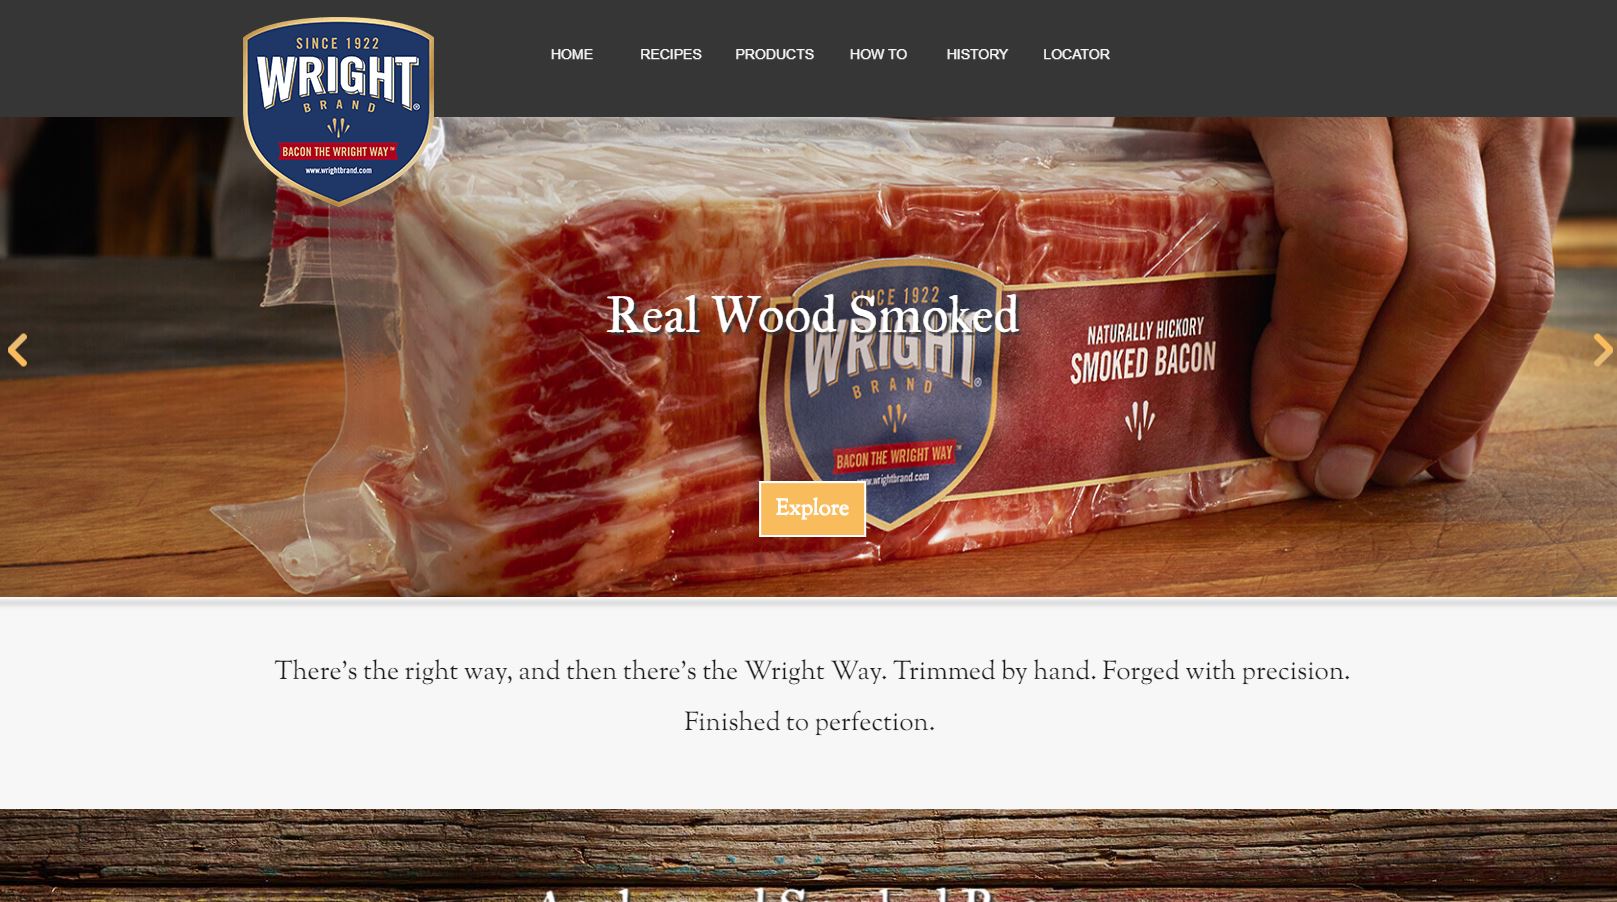 SINCE 1922
WRIGHT®
BRAND
BACON THE WRIGHT WAY™
www.wrightbrand.com
HOME RECIPES PRODUCTS HOW TO HISTORY LOCATOR
Real Wood Smoked
SINCE 1922
WRIGHT®
BRAND
BACON THE WRIGHT WAY™
www.wrightbrand.com
NATURALLY HICKORY
SMOKED BACON
Explore
There’s the right way, and then there’s the Wright Way. Trimmed by hand. Forged with precision.
Finished to perfection.